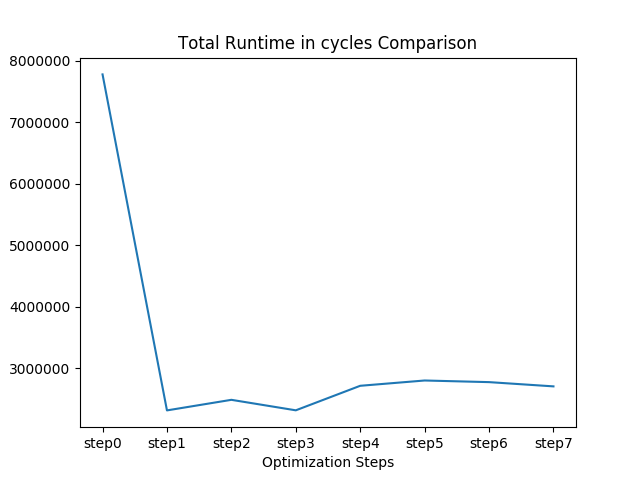 Total Runtime in cycles Comparison
8000000
7000000
6000000
5000000
4000000
3000000
step0 step1 step2 step3 step4 step5 step6 step7
Optimization Steps